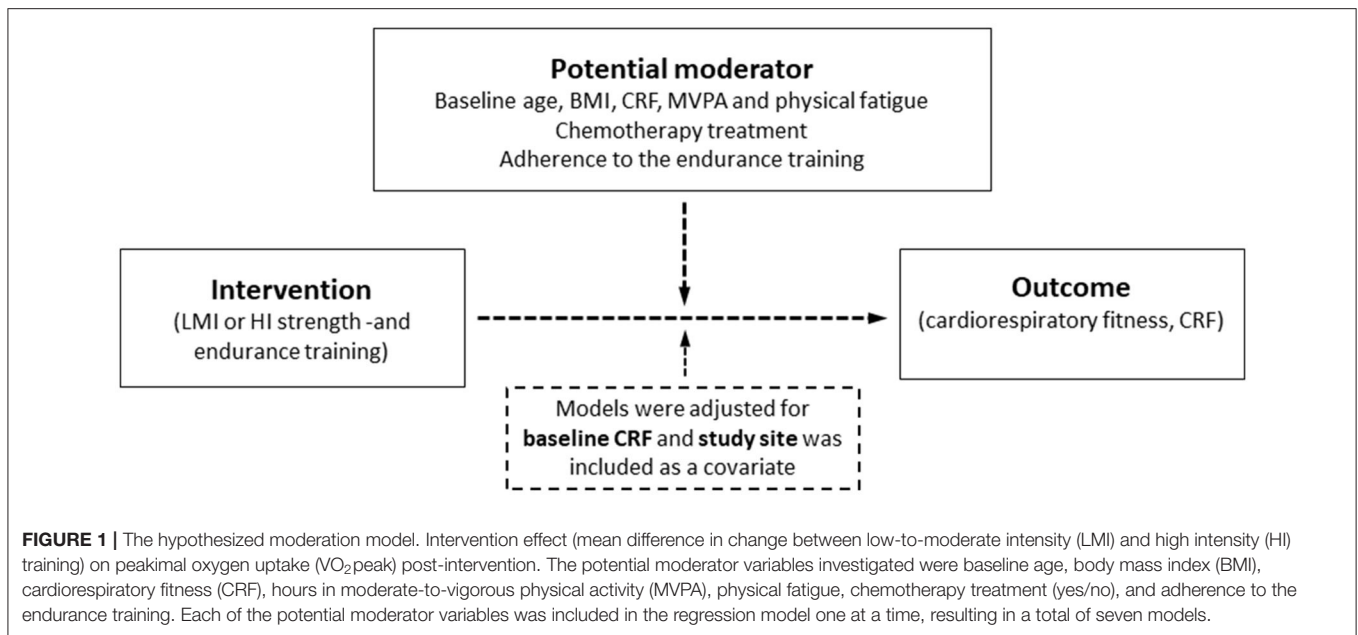 Potential moderator
Baseline age, BMI, CRF, MVPA and physical fatigue
Chemotherapy treatment
Adherence to the endurance training
Intervention
(LMI or HI strength -and
endurance training)
Outcome
(cardiorespiratory fitness, CRF)
Models were adjusted for
baseline CRF and study site was
included as a covariate
FIGURE 1 | The hypothesized moderation model. Intervention effect (mean difference in change between low-to-moderate intensity (LMI) and high intensity (HI)
training) on peakimal oxygen uptake (VO₂peak) post-intervention. The potential moderator variables investigated were baseline age, body mass index (BMI),
cardiorespiratory fitness (CRF), hours in moderate-to-vigorous physical activity (MVPA), physical fatigue, chemotherapy treatment (yes/no), and adherence to the
endurance training. Each of the potential moderator variables was included in the regression model one at a time, resulting in a total of seven models.